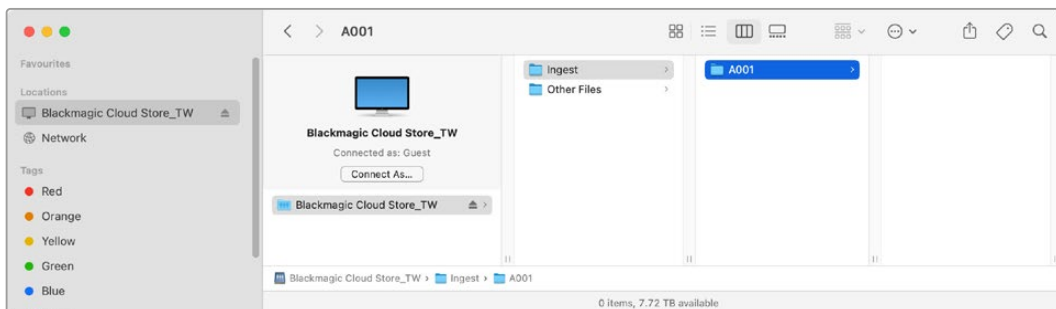 A001
Favourites
Locations
Blackmagic Cloud Store_TW
Network
Tags
Red
Orange
Yellow
Green
Blue
Blackmagic Cloud Store_TW
Connected as: Guest
Connect As...
Blackmagic Cloud Store_TW
Ingest
Other Files
A001
Blackmagic Cloud Store_TW › Ingest › A001
0 items, 7.72 TB available